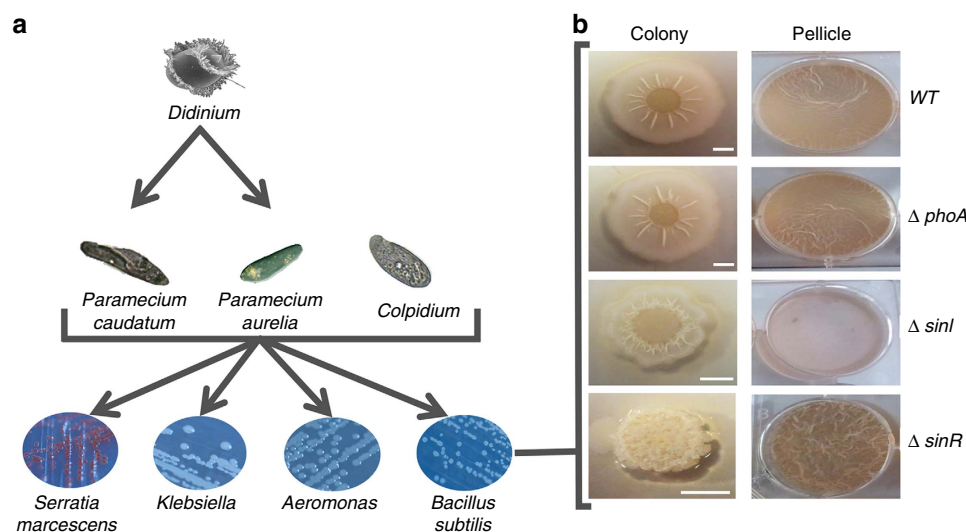 a
Didinium
Paramecium
caudatum
Paramecium
aurelia
Colpidium
Serratia
marcescens
Klebsiella
Aeromonas
Bacillus
subtilis
b
Colony
Pellicle
WT
Δ phoA
Δ sinI
Δ sinR